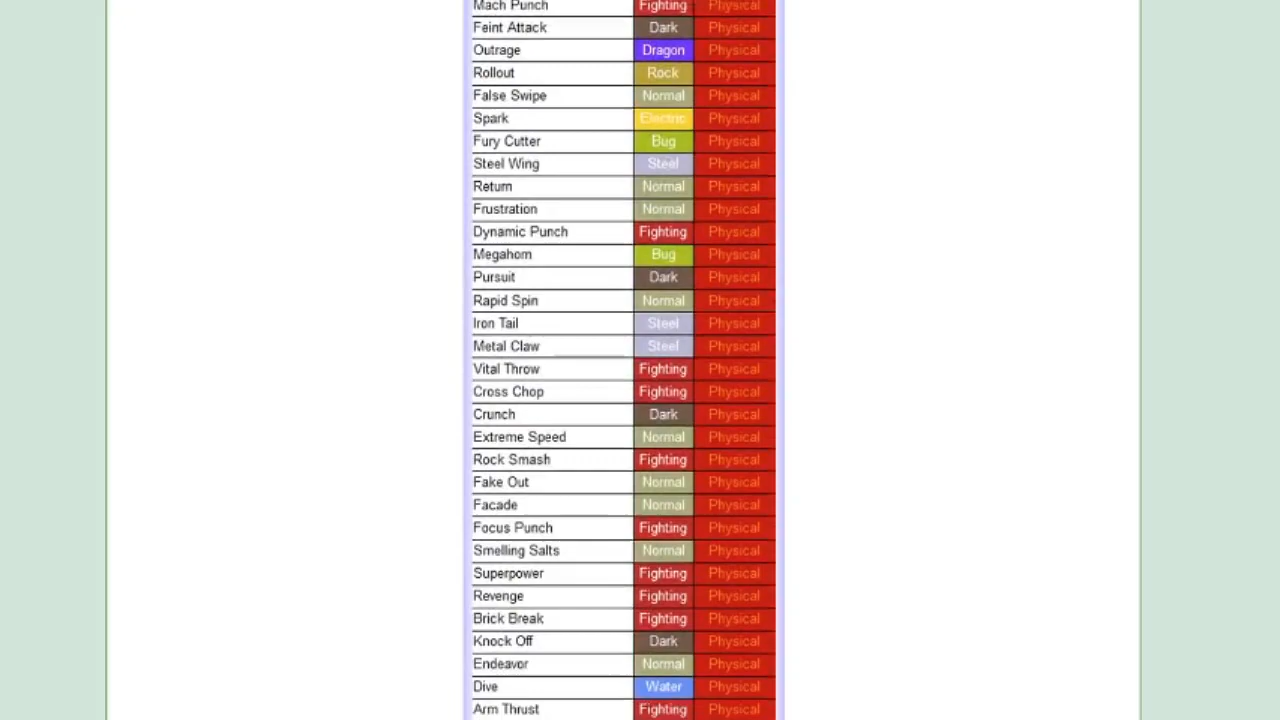 Mach Punch Fighting Physical
Feint Attack Dark Physical
Outrage Dragon Physical
Rollout Rock Physical
False Swipe Normal Physical
Spark Electric Physical
Fury Cutter Bug Physical
Steel Wing Steel Physical
Return Normal Physical
Frustration Normal Physical
Dynamic Punch Fighting Physical
Megahorn Bug Physical
Pursuit Dark Physical
Rapid Spin Normal Physical
Iron Tail Steel Physical
Metal Claw Steel Physical
Vital Throw Fighting Physical
Cross Chop Fighting Physical
Crunch Dark Physical
Extreme Speed Normal Physical
Rock Smash Fighting Physical
Fake Out Normal Physical
Facade Normal Physical
Focus Punch Fighting Physical
Smelling Salts Normal Physical
Superpower Fighting Physical
Revenge Fighting Physical
Brick Break Fighting Physical
Knock Off Dark Physical
Endeavor Normal Physical
Dive Water Physical
Arm Thrust Fighting Physical